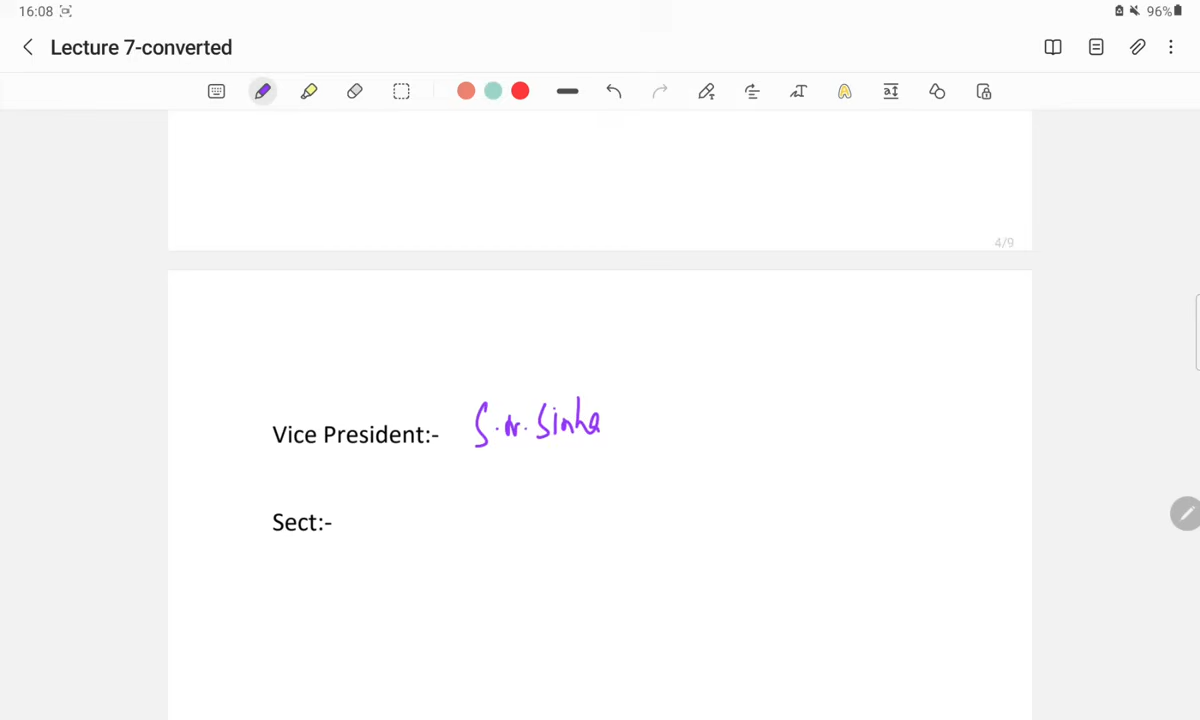 16:08 96%
Lecture 7-converted
4/9
Vice President:- S. N. Sinha
Sect:-